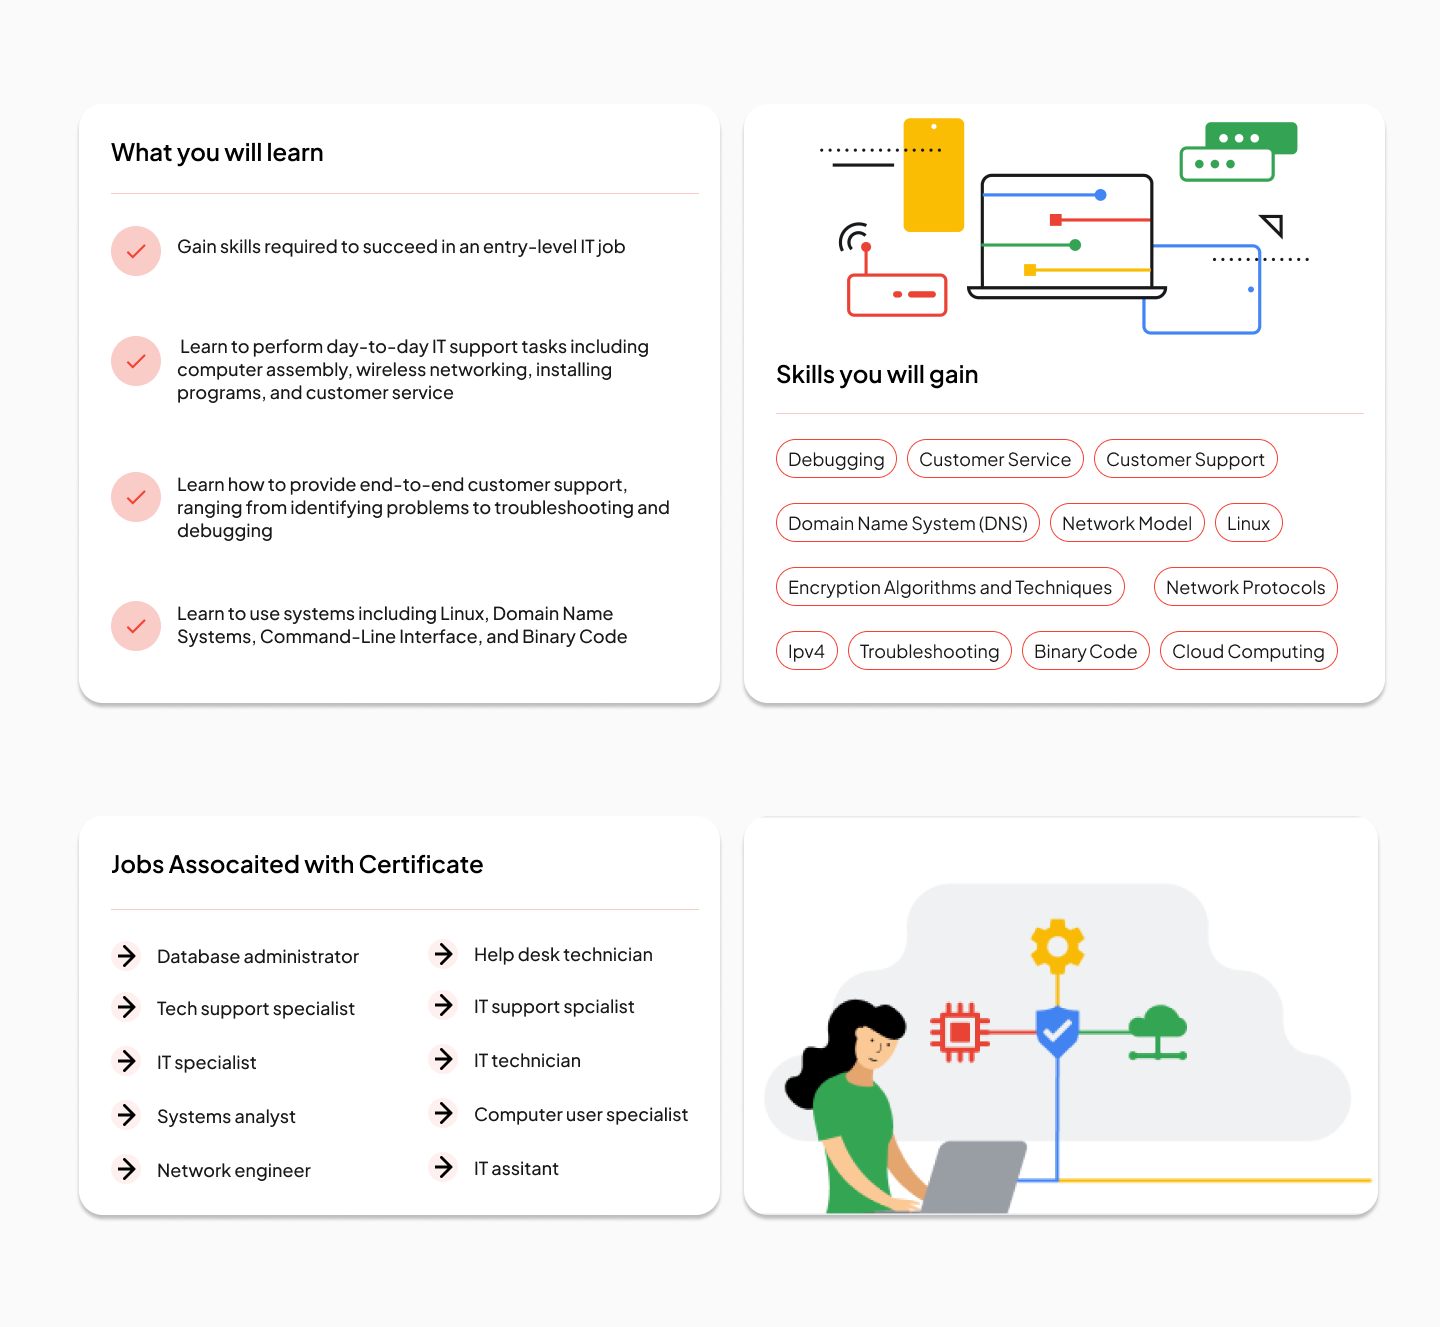 What you will learn
Gain skills required to succeed in an entry-level IT job
Learn to perform day-to-day IT support tasks including
computer assembly, wireless networking, installing
programs, and customer service
Learn how to provide end-to-end customer support,
ranging from identifying problems to troubleshooting and
debugging
Learn to use systems including Linux, Domain Name
Systems, Command-Line Interface, and Binary Code
Skills you will gain
Debugging
Customer Service
Customer Support
Domain Name System (DNS)
Network Model
Linux
Encryption Algorithms and Techniques
Network Protocols
Ipv4
Troubleshooting
Binary Code
Cloud Computing
Jobs Assocaited with Certificate
Database administrator
Tech support specialist
IT specialist
Systems analyst
Network engineer
Help desk technician
IT support spcialist
IT technician
Computer user specialist
IT assitant